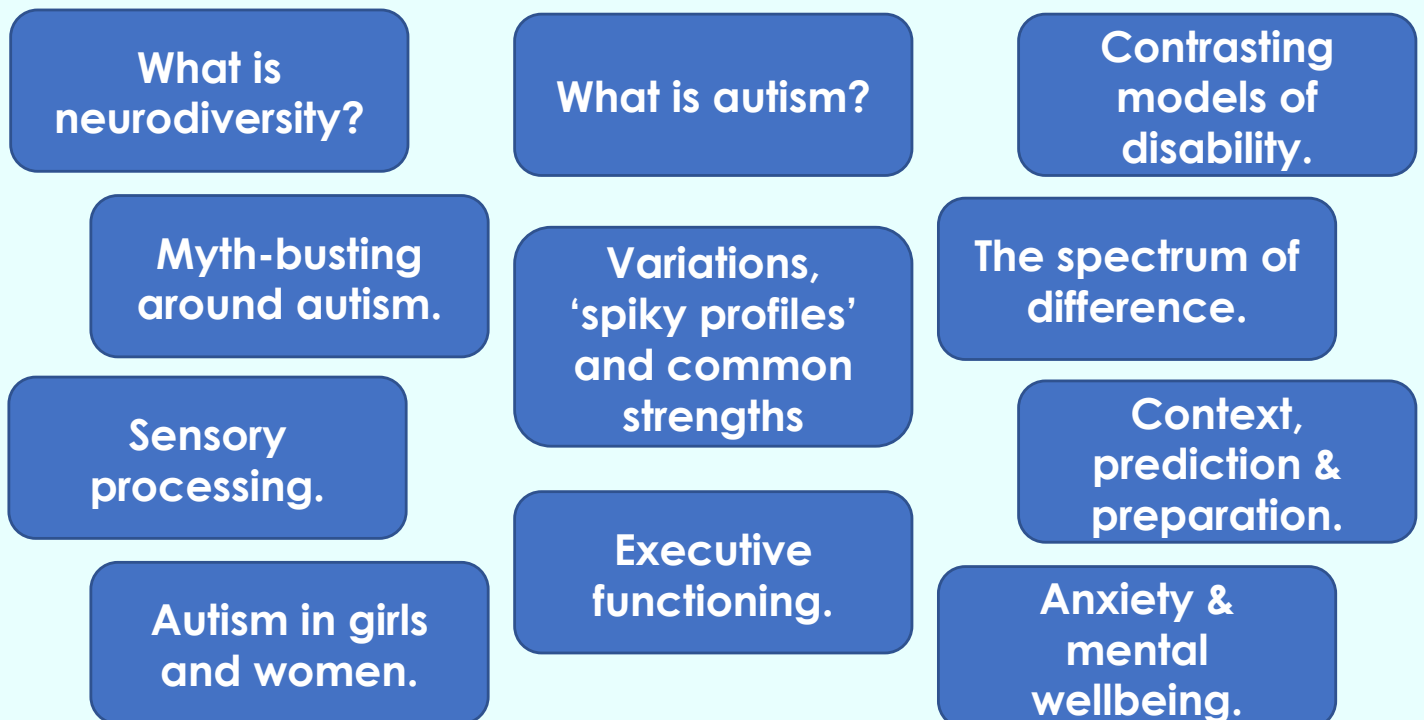 What is
neurodiversity?
What is autism?
Contrasting
models of
disability.
Myth-busting
around autism.
Variations,
‘spiky profiles’
and common
strengths
The spectrum of
difference.
Sensory
processing.
Context,
prediction &
preparation.
Executive
functioning.
Autism in girls
and women.
Anxiety &
mental
wellbeing.